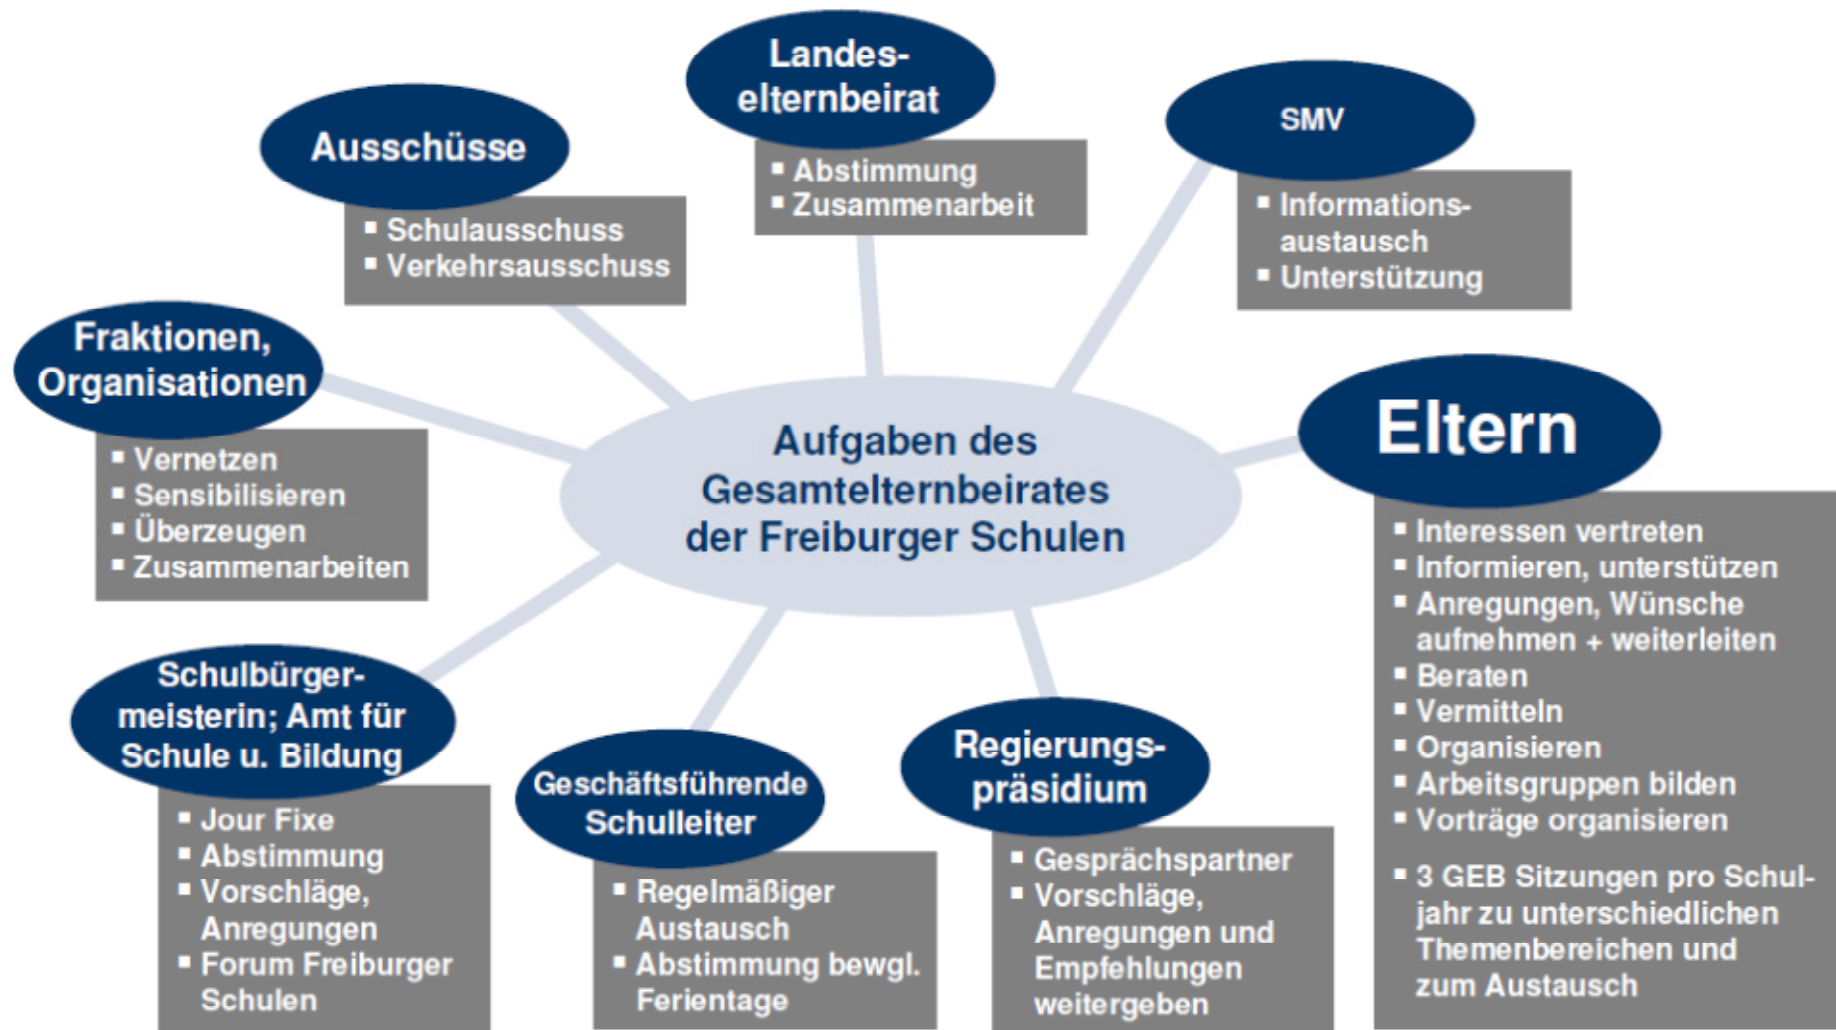 Landes-
elternbeirat
▪ Abstimmung
▪ Zusammenarbeit
SMV
▪ Informations-
austausch
▪ Unterstützung
Ausschüsse
▪ Schulausschuss
▪ Verkehrsausschuss
Fraktionen,
Organisationen
▪ Vernetzen
▪ Sensibilisieren
▪ Überzeugen
▪ Zusammenarbeiten
Aufgaben des
Gesamtelternbeirates
der Freiburger Schulen
Eltern
▪ Interessen vertreten
▪ Informieren, unterstützen
▪ Anregungen, Wünsche
aufnehmen + weiterleiten
▪ Beraten
▪ Vermitteln
▪ Organisieren
▪ Arbeitsgruppen bilden
▪ Vorträge organisieren
▪ 3 GEB Sitzungen pro Schul-
jahr zu unterschiedlichen
Themenbereichen und
zum Austausch
Schulbürger-
meisterin; Amt für
Schule u. Bildung
▪ Jour Fixe
▪ Abstimmung
▪ Vorschläge,
Anregungen
▪ Forum Freiburger
Schulen
Geschäftsführende
Schulleiter
▪ Regelmäßiger
Austausch
▪ Abstimmung bewgl.
Ferientage
Regierungs-
präsidium
▪ Gesprächspartner
▪ Vorschläge,
Anregungen und
Empfehlungen
weitergeben